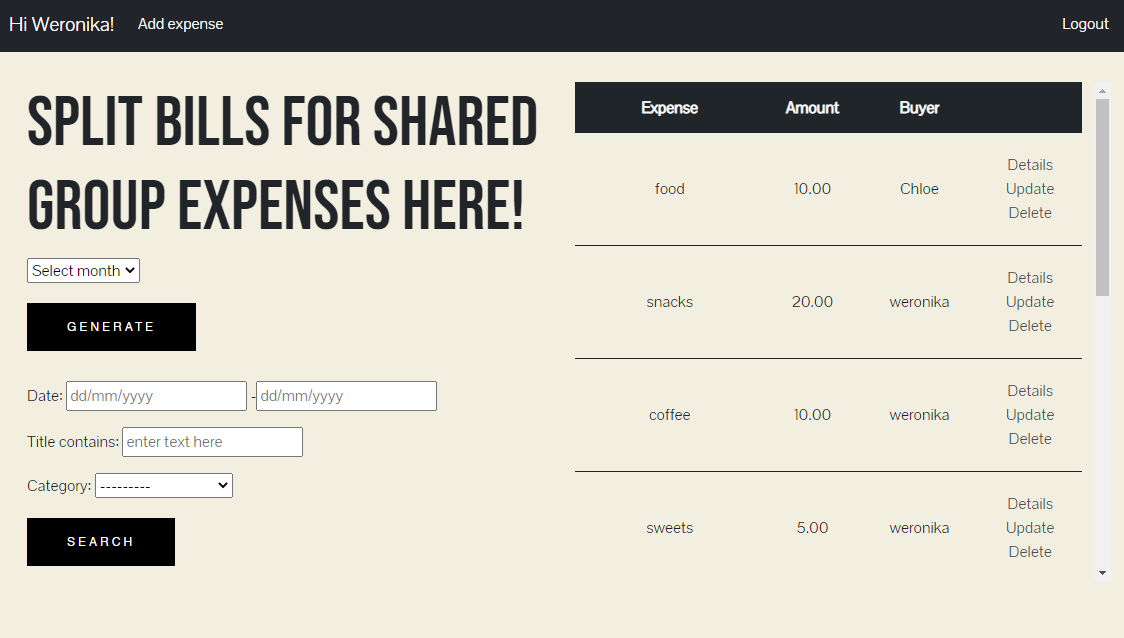 Hi Weronika! Add expense Logout
SPLIT BILLS FOR SHARED
GROUP EXPENSES HERE!
Select month
GENERATE
Date: dd/mm/yyyy - dd/mm/yyyy
Title contains: enter text here
Category: ---------
SEARCH
Expense Amount Buyer
food 10.00 Chloe
Details
Update
Delete
snacks 20.00 weronika
Details
Update
Delete
coffee 10.00 weronika
Details
Update
Delete
sweets 5.00 weronika
Details
Update
Delete